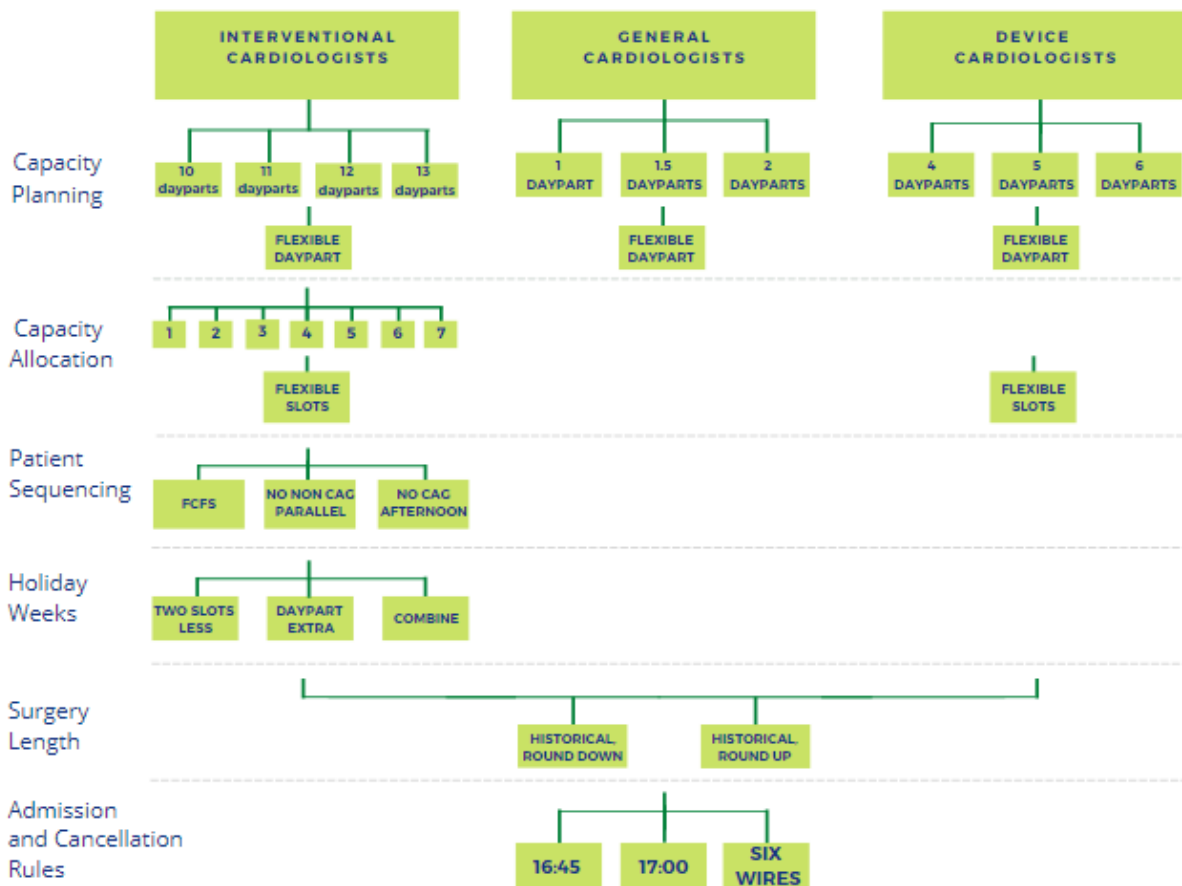 INTERVENTIONAL
CARDIOLOGISTS
GENERAL
CARDIOLOGISTS
DEVICE
CARDIOLOGISTS
Capacity
Planning
10
dayparts
11
dayparts
12
dayparts
13
dayparts
1
DAYPART
1.5
DAYPARTS
2
DAYPARTS
4
DAYPARTS
5
DAYPARTS
6
DAYPARTS
FLEXIBLE
DAYPART
FLEXIBLE
DAYPART
FLEXIBLE
DAYPART
Capacity
Allocation
1
2
3
4
5
6
7
FLEXIBLE
SLOTS
FLEXIBLE
SLOTS
Patient
Sequencing
FCFS
NO NON CAG
PARALLEL
NO CAG
AFTERNOON
Holiday
Weeks
TWO SLOTS
LESS
DAYPART
EXTRA
COMBINE
Surgery
Length
HISTORICAL,
ROUND DOWN
HISTORICAL,
ROUND UP
Admission
and Cancellation
Rules
16:45
17:00
SIX
WIRES